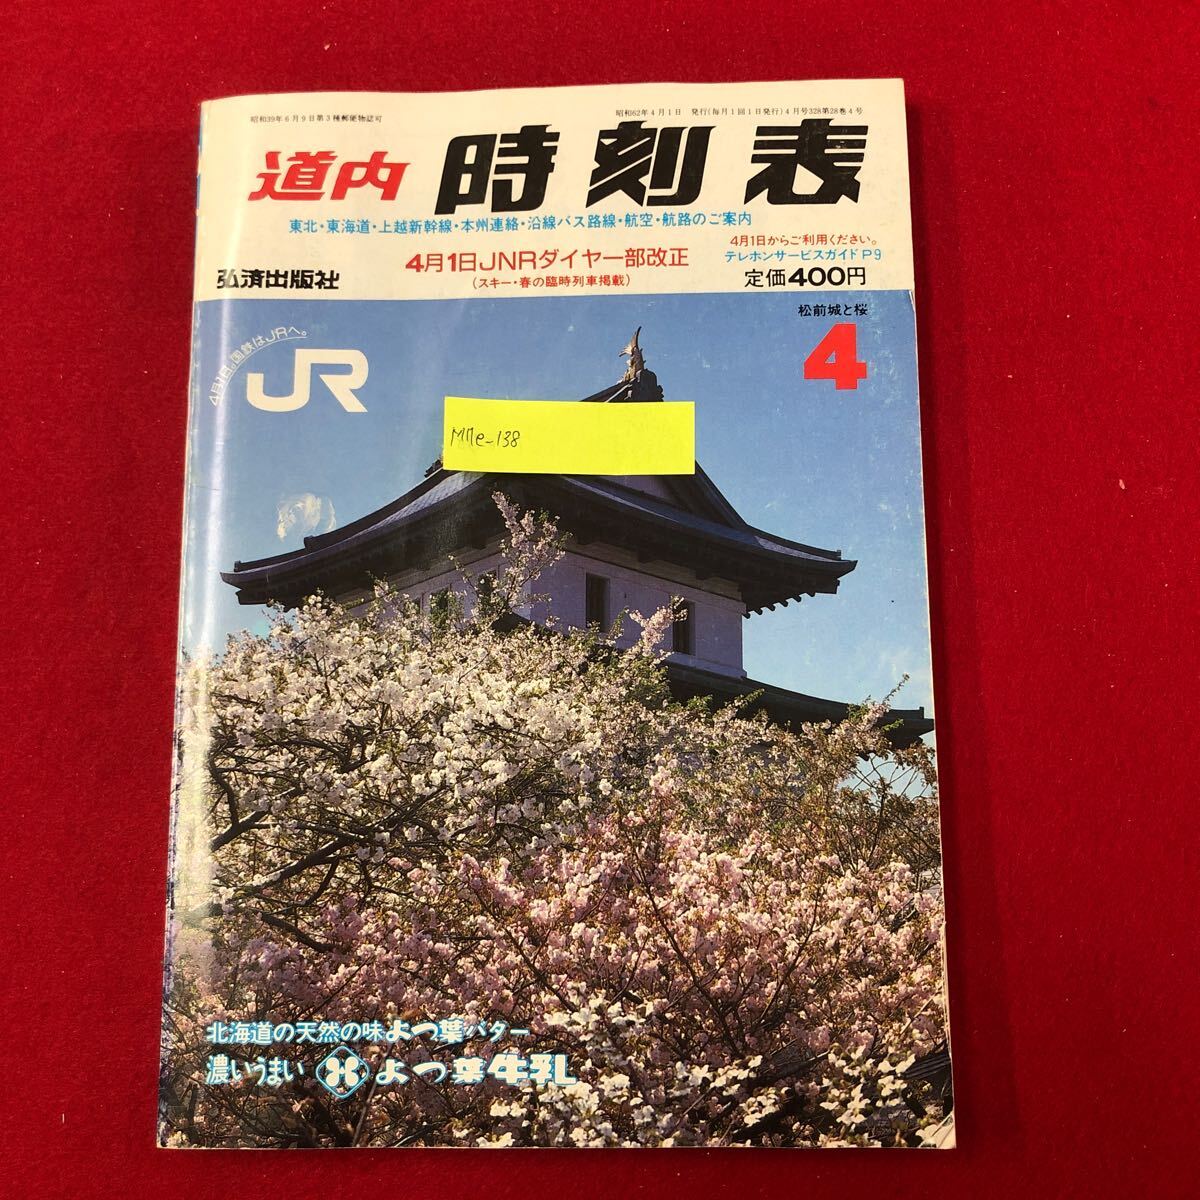 昭和39年6月9日第3種郵便物認可
昭和62年4月1日 発行(毎月1回1日発行)4月号328第28巻4号
道内 時刻表
東北・東海道・上越新幹線・本州連絡・沿線バス路線・航空・航路のご案内
4月1日JNRダイヤ一部改正
(スキー・春の臨時列車掲載)
4月1日からご利用ください。
テレホンサービスガイドP9
弘済出版社
定価400円
松前城と桜
4
4月1日。国鉄はJRへ。
JR
M11e-138
北海道の天然の味よつ葉バター
濃いうまい よつ葉牛乳